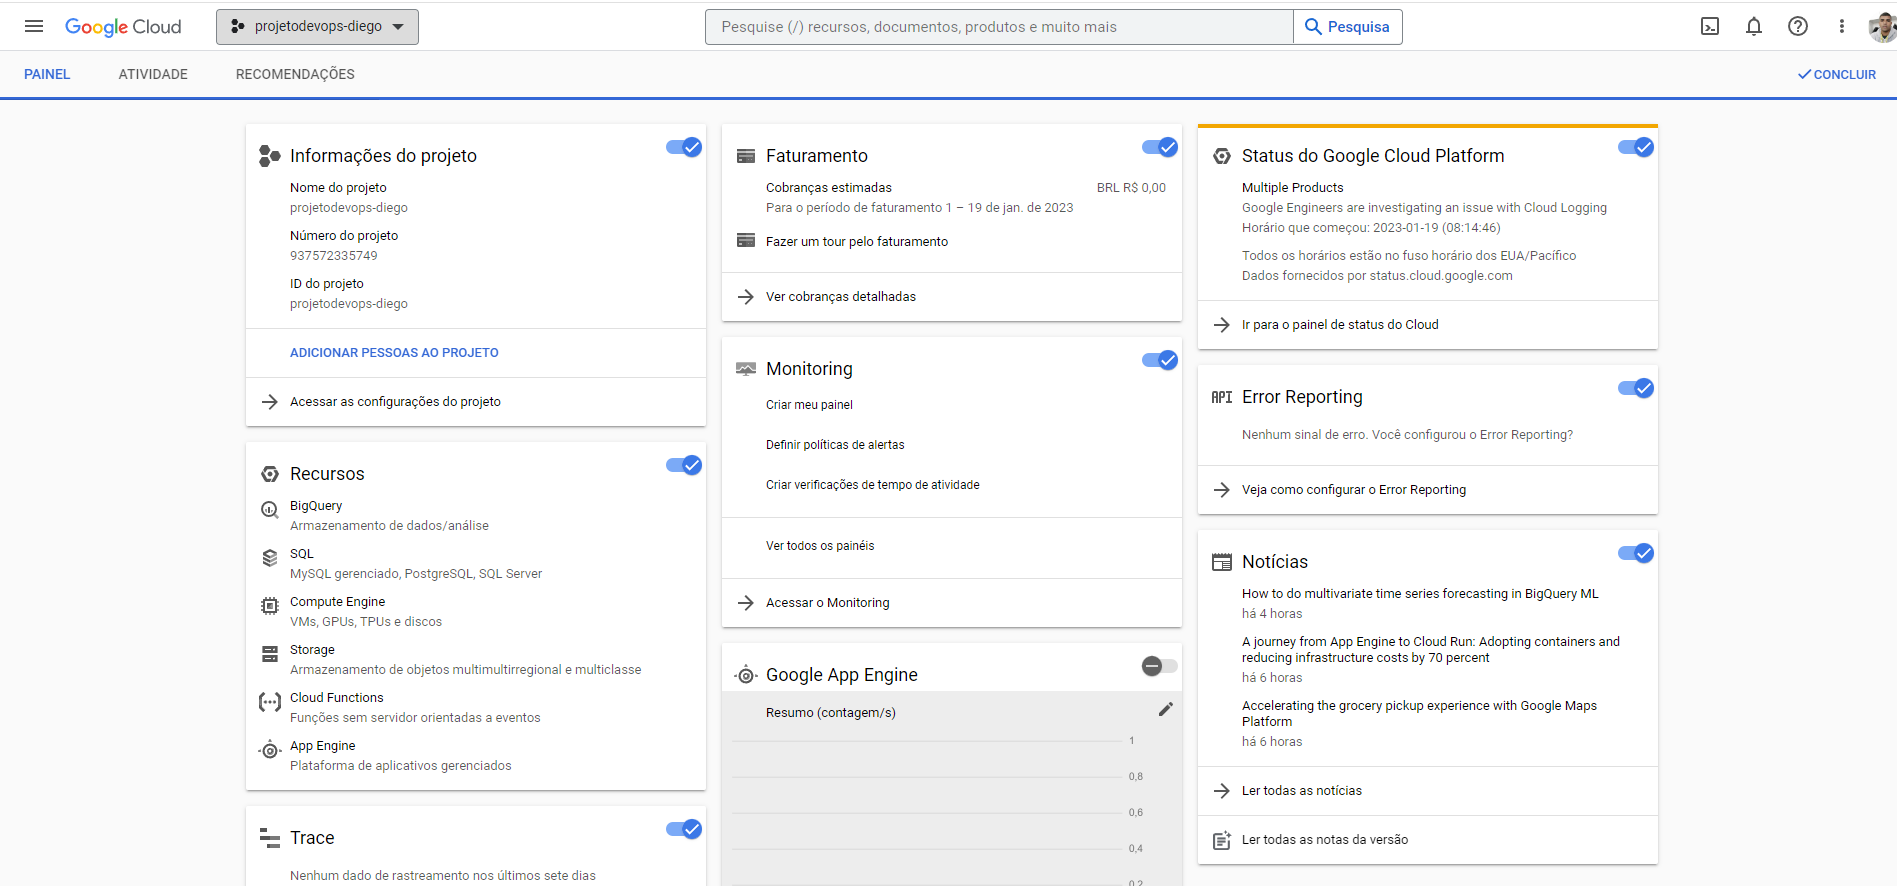 Google Cloud
projetodevops-diego
Pesquise (/) recursos, documentos, produtos e muito mais
Pesquisa
PAINEL
ATIVIDADE
RECOMENDAÇÕES
CONCLUIR
Informações do projeto
Nome do projeto
projetodevops-diego
Número do projeto
937572335749
ID do projeto
projetodevops-diego
ADICIONAR PESSOAS AO PROJETO
Acessar as configurações do projeto
Recursos
BigQuery
Armazenamento de dados/análise
SQL
MySQL gerenciado, PostgreSQL, SQL Server
Compute Engine
VMs, GPUs, TPUs e discos
Storage
Armazenamento de objetos multimultirregional e multiclasse
Cloud Functions
Funções sem servidor orientadas a eventos
App Engine
Plataforma de aplicativos gerenciados
Trace
Nenhum dado de rastreamento nos últimos sete dias
Faturamento
Cobranças estimadas BRL R$ 0,00
Para o período de faturamento 1 – 19 de jan. de 2023
Fazer um tour pelo faturamento
Ver cobranças detalhadas
Monitoring
Criar meu painel
Definir políticas de alertas
Criar verificações de tempo de atividade
Ver todos os painéis
Acessar o Monitoring
Google App Engine
Resumo (contagem/s)
1
0,8
0,6
0,4
0,2
Status do Google Cloud Platform
Multiple Products
Google Engineers are investigating an issue with Cloud Logging
Horário que começou: 2023-01-19 (08:14:46)
Todos os horários estão no fuso horário dos EUA/Pacífico
Dados fornecidos por status.cloud.google.com
Ir para o painel de status do Cloud
API Error Reporting
Nenhum sinal de erro. Você configurou o Error Reporting?
Veja como configurar o Error Reporting
Notícias
How to do multivariate time series forecasting in BigQuery ML
há 4 horas
A journey from App Engine to Cloud Run: Adopting containers and
reducing infrastructure costs by 70 percent
há 6 horas
Accelerating the grocery pickup experience with Google Maps
Platform
há 6 horas
Ler todas as notícias
Ler todas as notas da versão